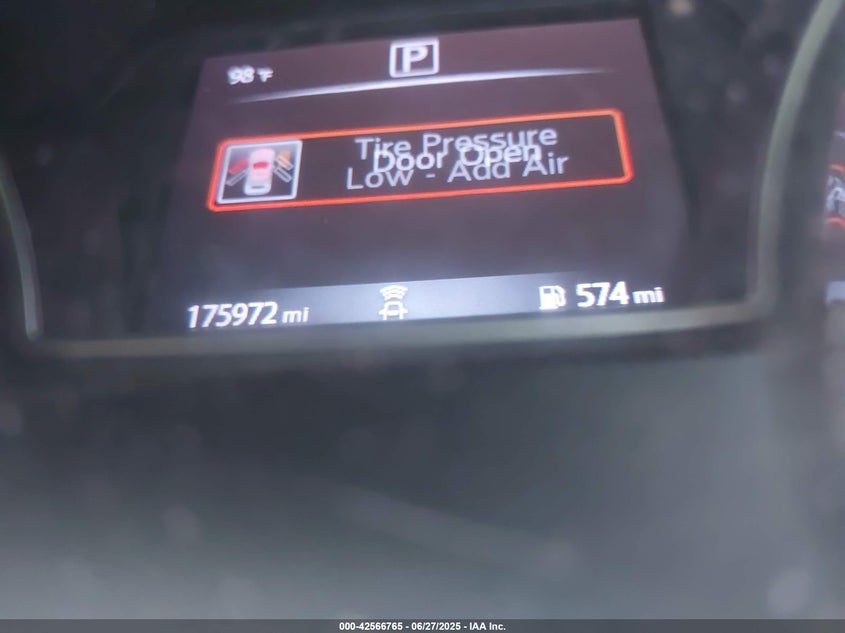 98 °F
P
Tire Pressure
Door Open
Low - Add Air
175972 mi
574 mi
000-42566765 - 06/27/2025 - IAA Inc.